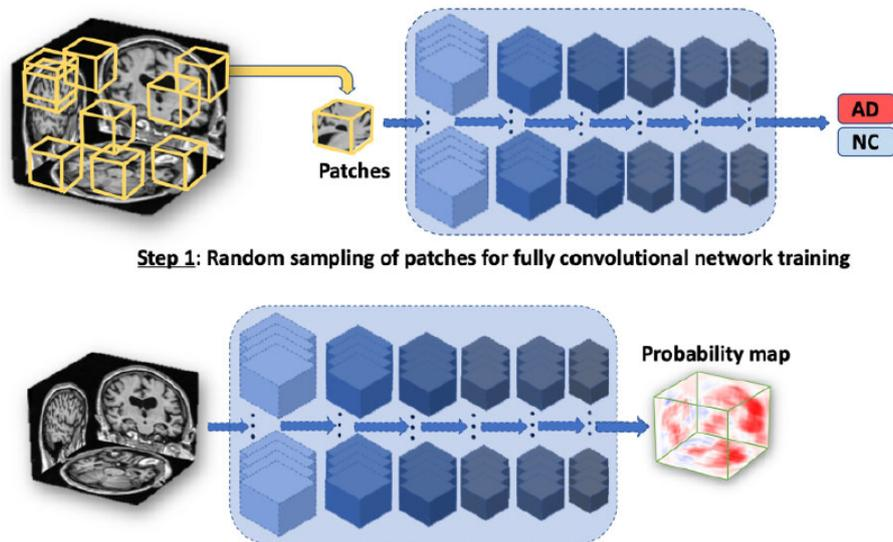 AD
NC
Patches
Step 1: Random sampling of patches for fully convolutional network training
Probability map